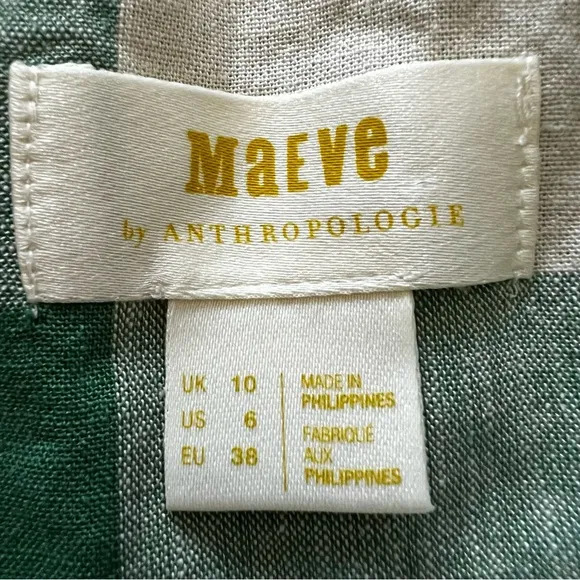 MaEVe
by ANTHROPOLOGIE
UK 10
US 6
EU 38
MADE IN
PHILIPPINES
FABRIQUÉ
AUX
PHILIPPINES